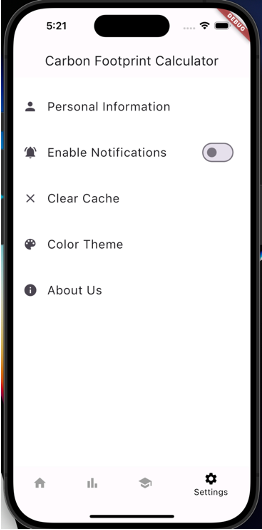 5:21
DEBUG
Carbon Footprint Calculator
Personal Information
Enable Notifications
Clear Cache
Color Theme
About Us
Settings